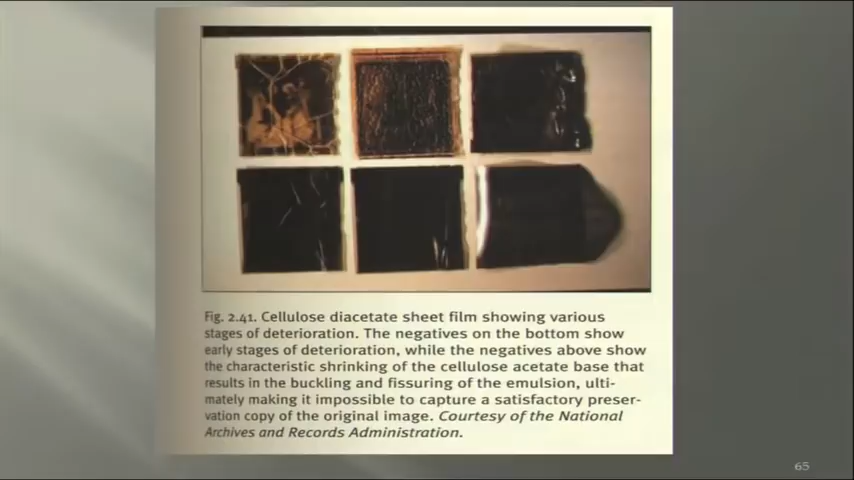 Fig. 2.41. Cellulose diacetate sheet film showing various
stages of deterioration. The negatives on the bottom show
early stages of deterioration, while the negatives above show
the characteristic shrinking of the cellulose acetate base that
results in the buckling and fissuring of the emulsion, ulti-
mately making it impossible to capture a satisfactory preser-
vation copy of the original image. Courtesy of the National
Archives and Records Administration.
65